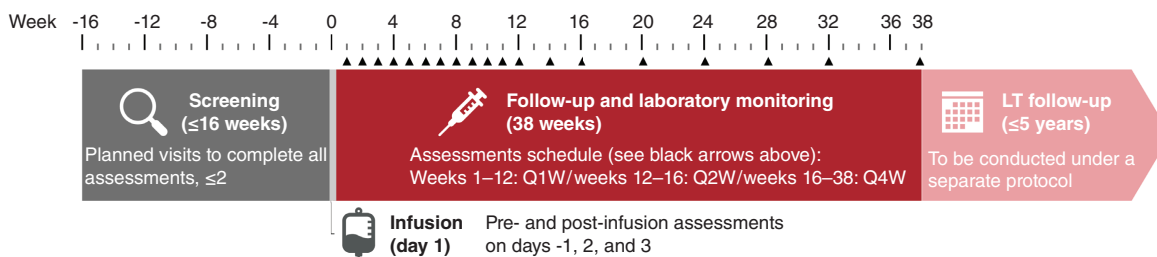 Week -16 -12 -8 -4 0 4 8 12 16 20 24 28 32 36 38
Screening
(≤16 weeks)
Planned visits to complete all
assessments, ≤2
Follow-up and laboratory monitoring
(38 weeks)
Assessments schedule (see black arrows above):
Weeks 1–12: Q1W/weeks 12–16: Q2W/weeks 16–38: Q4W
LT follow-up
(≤5 years)
To be conducted under a
separate protocol
Infusion
(day 1)
Pre- and post-infusion assessments
on days -1, 2, and 3